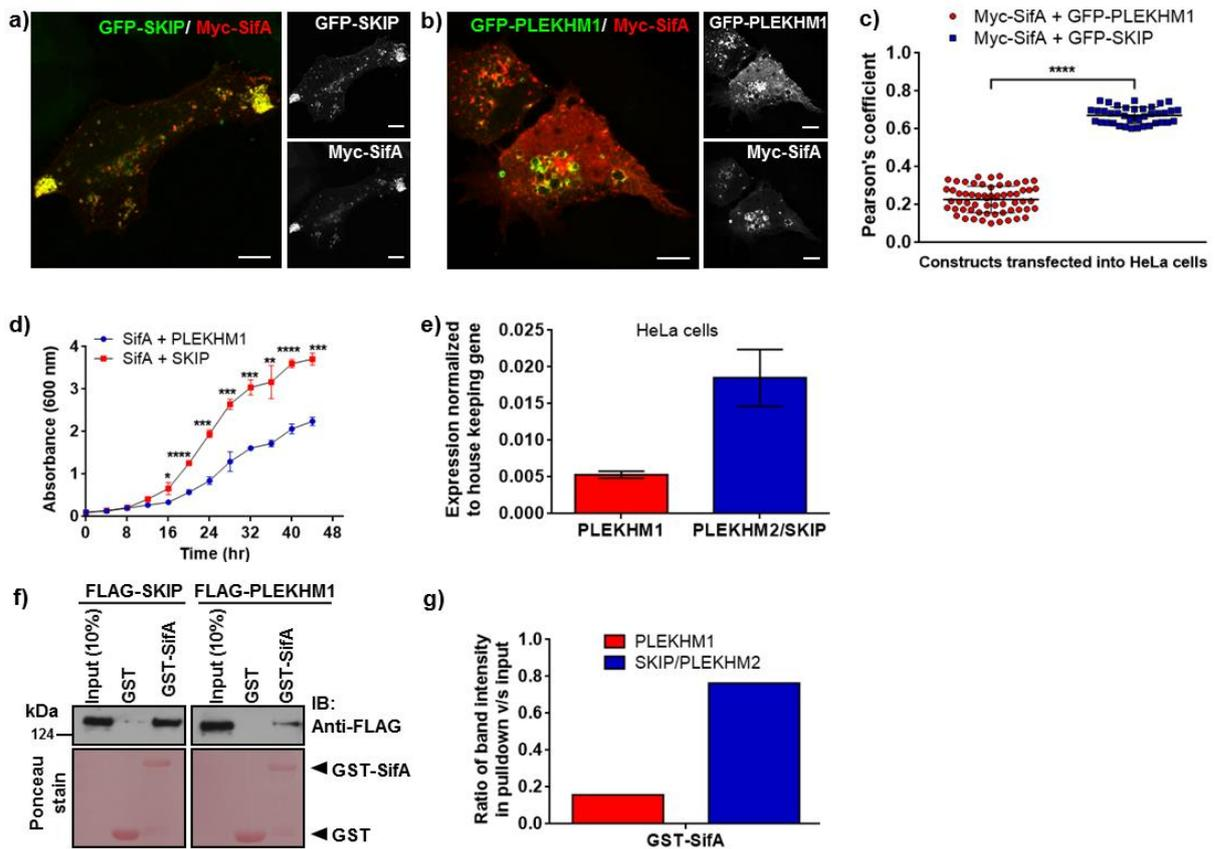 a)
GFP-SKIP/ Myc-SifA
GFP-SKIP
Myc-SifA
b)
GFP-PLEKHM1/ Myc-SifA
GFP-PLEKHM1
Myc-SifA
c)
Myc-SifA + GFP-PLEKHM1
Myc-SifA + GFP-SKIP
Pearson's coefficient
1.0
0.8
0.6
0.4
0.2
0.0
****
Constructs transfected into HeLa cells
d)
SifA + PLEKHM1
SifA + SKIP
Absorbance (600 nm)
4
3
2
1
0
* **** *** *** *** ** **** ***
0 8 16 24 32 40 48
Time (hr)
e)
HeLa cells
Expression normalized
to house keeping gene
0.025
0.020
0.015
0.010
0.005
0.000
PLEKHM1 PLEKHM2/SKIP
f)
FLAG-SKIP FLAG-PLEKHM1
Input (10%) GST GST-SifA Input (10%) GST GST-SifA
IB:
Anti-FLAG
kDa
124
Ponceau
stain
GST-SifA
GST
g)
PLEKHM1
SKIP/PLEKHM2
Ratio of band intensity
in pulldown v/s input
1.0
0.8
0.6
0.4
0.2
0.0
GST-SifA